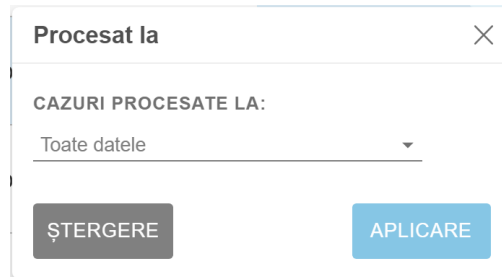 Procesat la
CAZURI PROCESATE LA:
Toate datele
ȘTERGERE
APLICARE